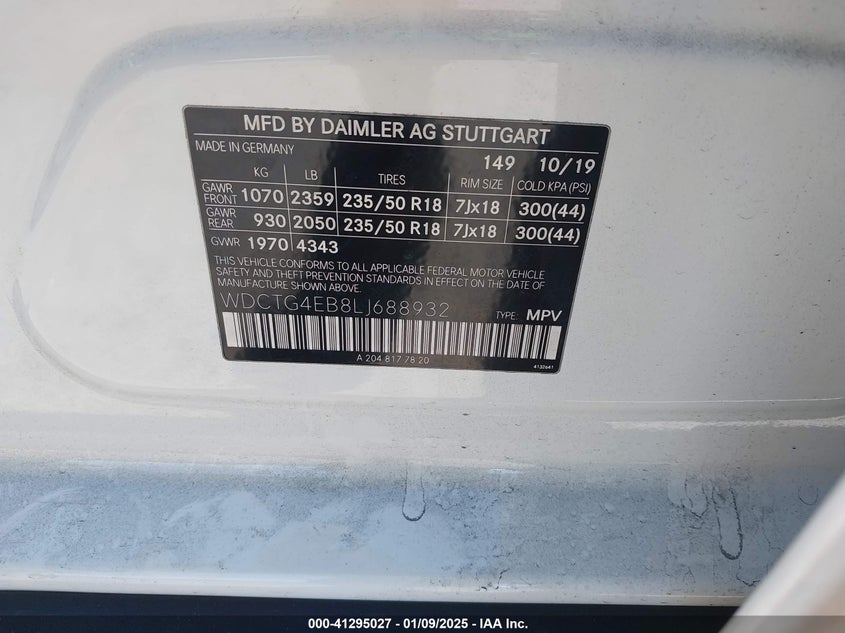 MFD BY DAIMLER AG STUTTGART
MADE IN GERMANY
149 10/19
KG LB TIRES RIM SIZE COLD KPA (PSI)
GAWR FRONT 1070 2359 235/50 R18 7Jx18 300(44)
GAWR REAR 930 2050 235/50 R18 7Jx18 300(44)
GVWR 1970 4343
THIS VEHICLE CONFORMS TO ALL APPLICABLE FEDERAL MOTOR VEHICLE
SAFETY AND THEFT PREVENTION STANDARDS IN EFFECT ON THE DATE OF
MANUFACTURE SHOWN ABOVE.
WDCTG4EB8LJ688932
TYPE: MPV
A 204 817 78 20
4132641
000-41295027 - 01/09/2025 - IAA Inc.